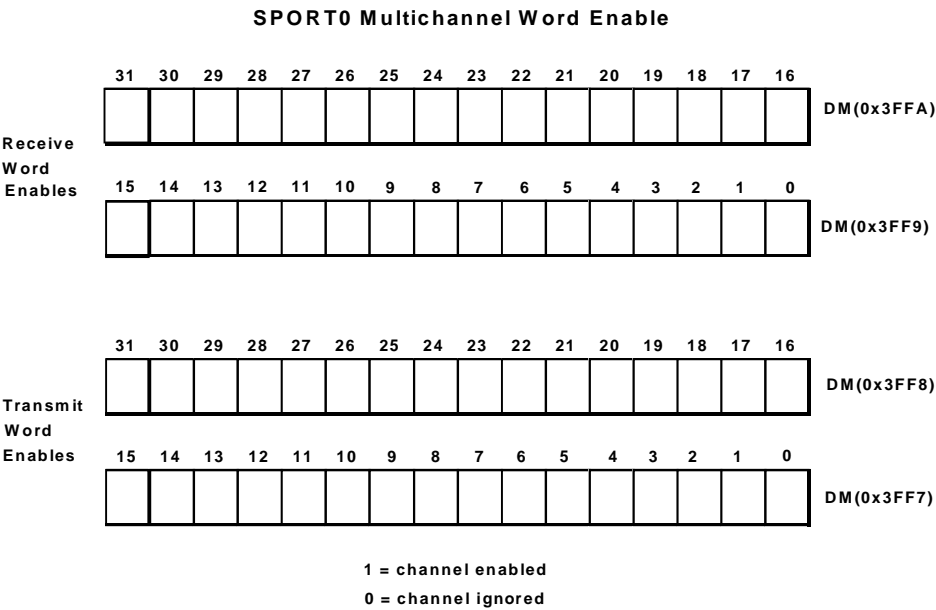 SPORT0 Multichannel Word Enable
31 30 29 28 27 26 25 24 23 22 21 20 19 18 17 16
DM(0x3FFA)
Receive
Word
Enables
15 14 13 12 11 10 9 8 7 6 5 4 3 2 1 0
DM(0x3FF9)
31 30 29 28 27 26 25 24 23 22 21 20 19 18 17 16
DM(0x3FF8)
Transmit
Word
Enables
15 14 13 12 11 10 9 8 7 6 5 4 3 2 1 0
DM(0x3FF7)
1 = channel enabled
0 = channel ignored